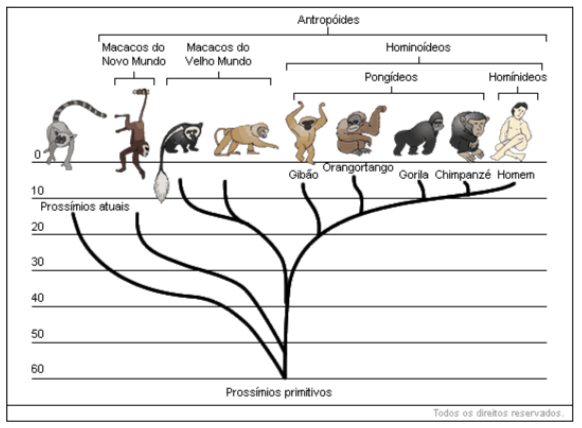 Antropóides
Macacos do
Novo Mundo
Macacos do
Velho Mundo
Hominoídeos
Pongídeos
Hominídeos
0
Gibão
Orangortango
Gorila
Chimpanzé
Homem
10
Prossímios atuais
20
30
40
50
60
Prossímios primitivos
Todos os direitos reservados.